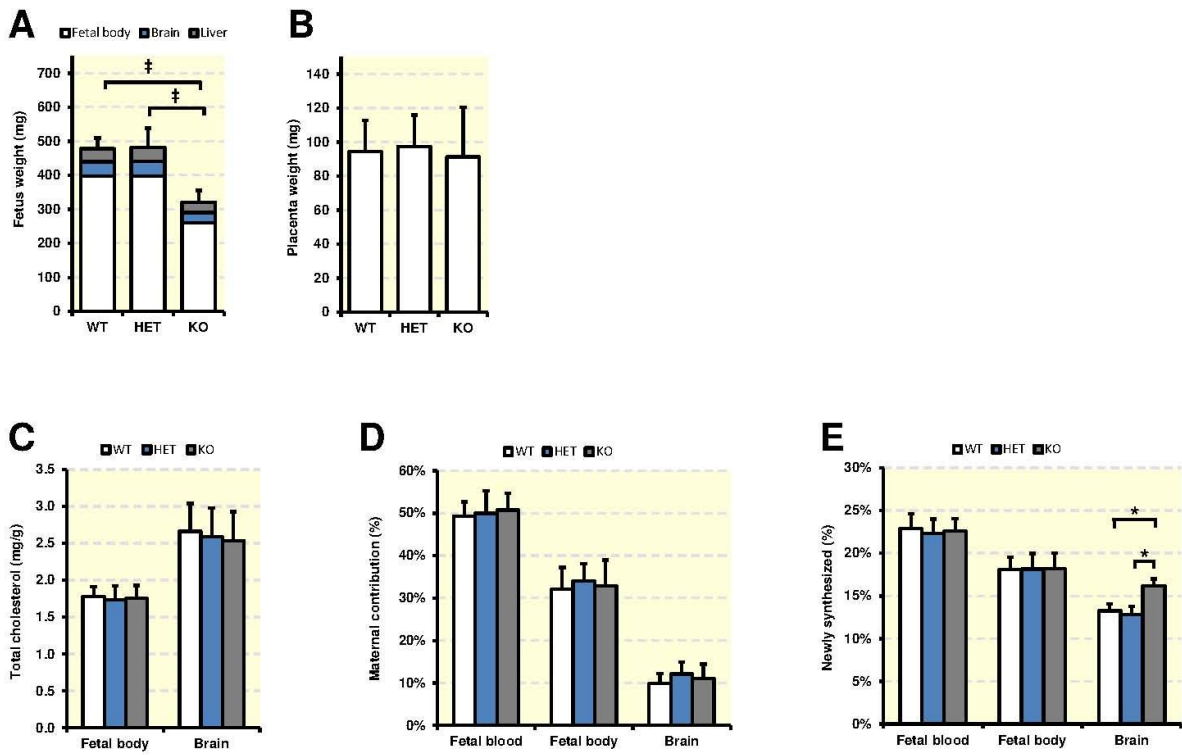 A
Fetal body Brain Liver
Fetus weight (mg)
700
600
500
400
300
200
100
0
‡
‡
WT HET KO
B
Placenta weight (mg)
140
120
100
80
60
40
20
0
WT HET KO
C
WT HET KO
Total cholesterol (mg/g)
3.5
3.0
2.5
2.0
1.5
1.0
0.5
0.0
Fetal body Brain
D
WT HET KO
Maternal contribution (%)
60%
50%
40%
30%
20%
10%
0%
Fetal blood Fetal body Brain
E
WT HET KO
Newly synthesized (%)
30%
25%
20%
15%
10%
5%
0%
*
*
Fetal blood Fetal body Brain